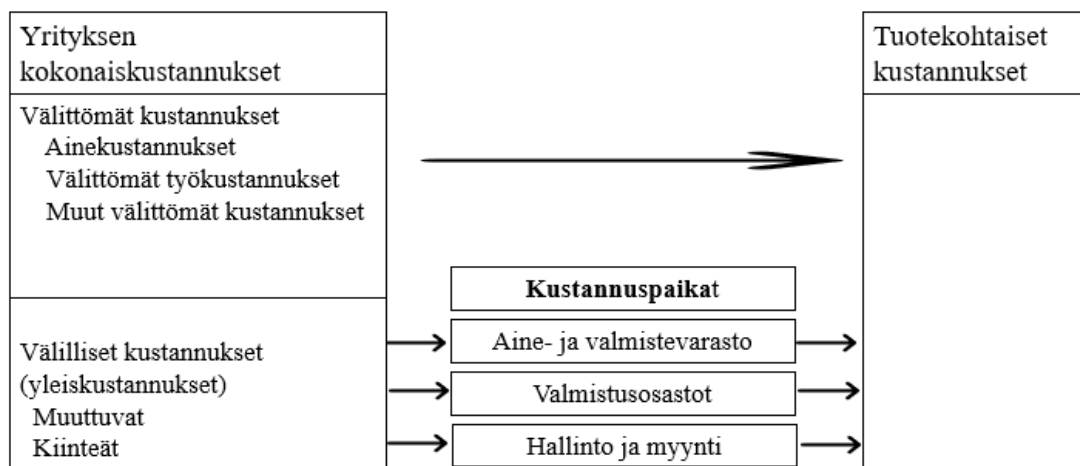 Yrityksen
kokonaiskustannukset
Tuotekohtaiset
kustannukset
Välittömät kustannukset
Ainekustannukset
Välittömät työkustannukset
Muut välittömät kustannukset
Kustannuspaikat
Välilliset kustannukset
(yleiskustannukset)
Muuttuvat
Kiinteät
Aine- ja valmistevarasto
Valmistusosastot
Hallinto ja myynti